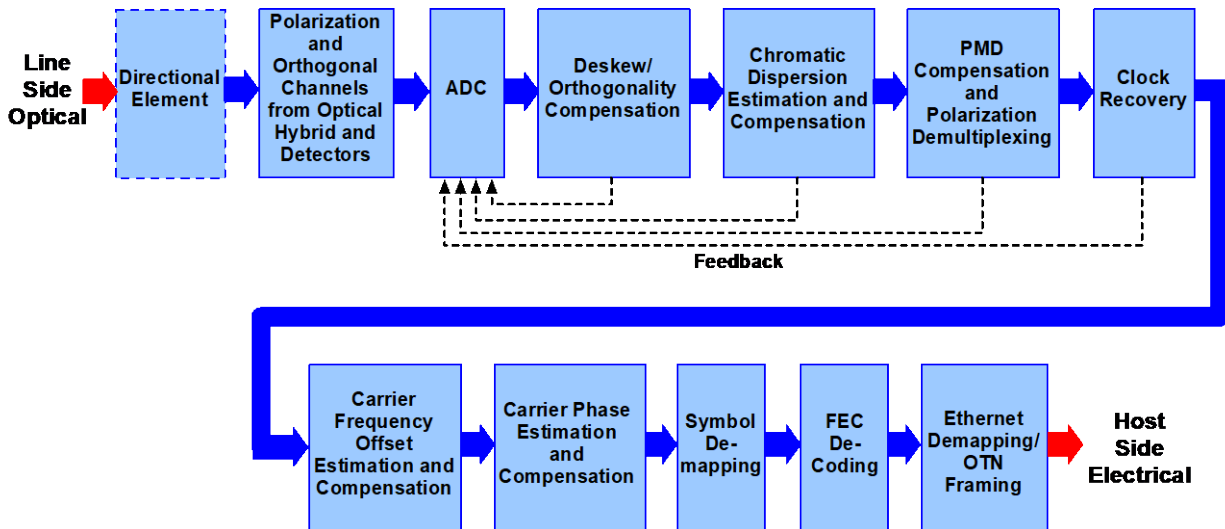 Line
Side
Optical
Directional
Element
Polarization
and
Orthogonal
Channels
from Optical
Hybrid and
Detectors
ADC
Deskew/
Orthogonality
Compensation
Chromatic
Dispersion
Estimation and
Compensation
PMD
Compensation
and
Polarization
Demultiplexing
Clock
Recovery
Feedback
Carrier
Frequency
Offset
Estimation and
Compensation
Carrier Phase
Estimation
and
Compensation
Symbol
De-
mapping
FEC
De-
Coding
Ethernet
Demapping/
OTN
Framing
Host
Side
Electrical